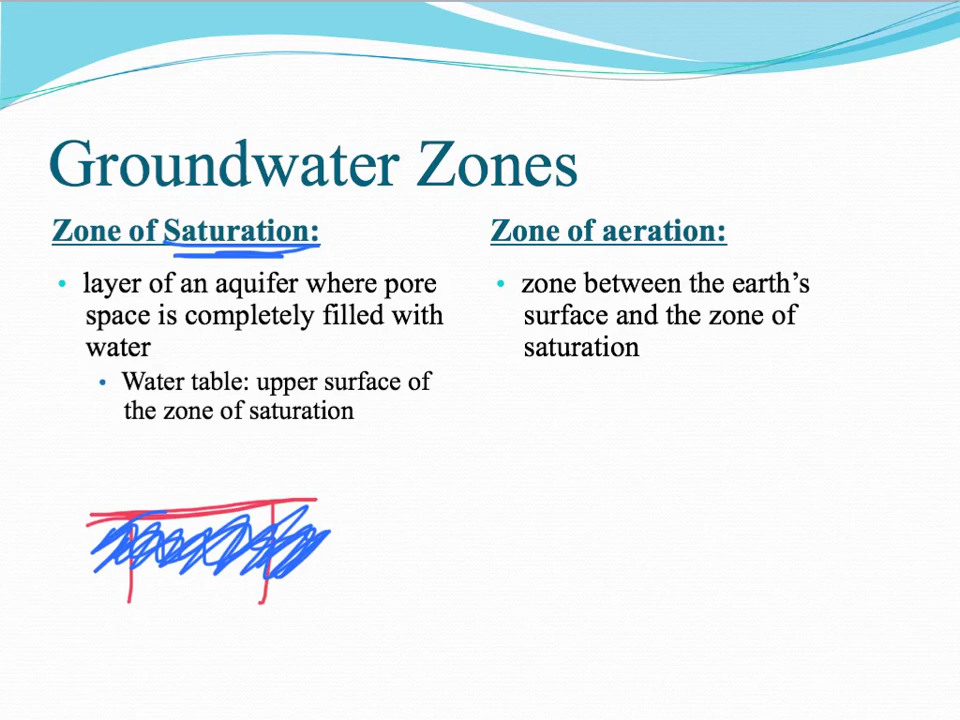 Groundwater Zones
Zone of Saturation:
• layer of an aquifer where pore
space is completely filled with
water
• Water table: upper surface of
the zone of saturation
Zone of aeration:
• zone between the earth’s
surface and the zone of
saturation